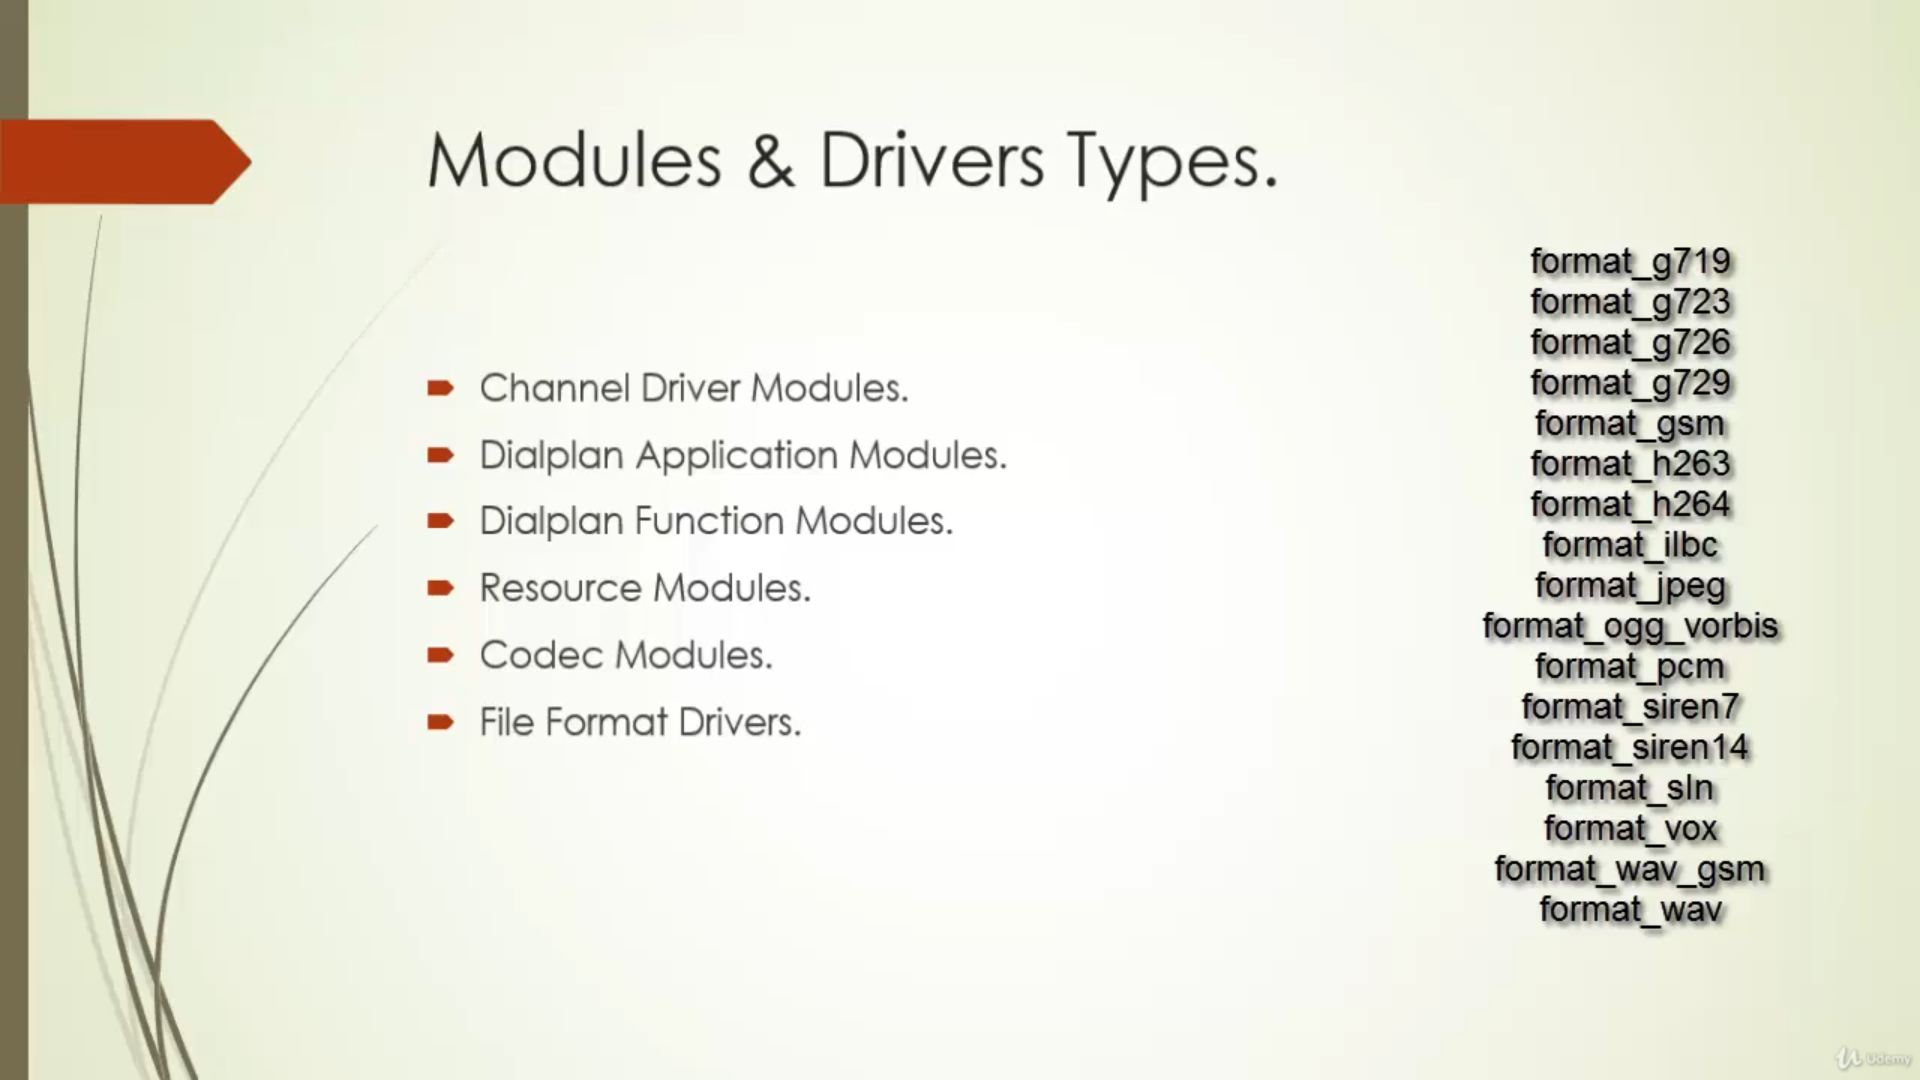 Modules & Drivers Types.
Channel Driver Modules.
Dialplan Application Modules.
Dialplan Function Modules.
Resource Modules.
Codec Modules.
File Format Drivers.
format_g719
format_g723
format_g726
format_g729
format_gsm
format_h263
format_h264
format_ilbc
format_jpeg
format_ogg_vorbis
format_pcm
format_siren7
format_siren14
format_sln
format_vox
format_wav_gsm
format_wav
Udemy